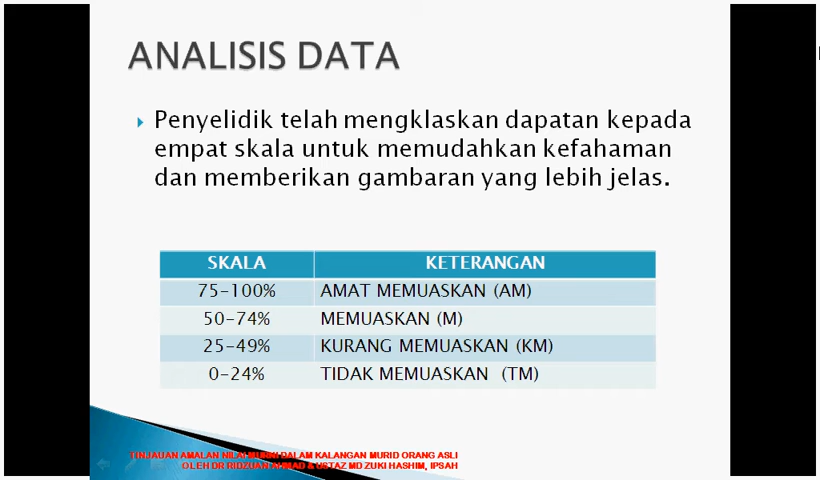 ANALISIS DATA
Penyelidik telah mengklaskan dapatan kepada
empat skala untuk memudahkan kefahaman
dan memberikan gambaran yang lebih jelas.
SKALA KETERANGAN
75-100% AMAT MEMUASKAN (AM)
50-74% MEMUASKAN (M)
25-49% KURANG MEMUASKAN (KM)
0-24% TIDAK MEMUASKAN (TM)
TINJAUAN AMALAN NILAI MURNI DALAM KALANGAN MURID ORANG ASLI
OLEH DR RIDZUAN AHMAD & USTAZ MD ZUKI HASHIM, IPSAH